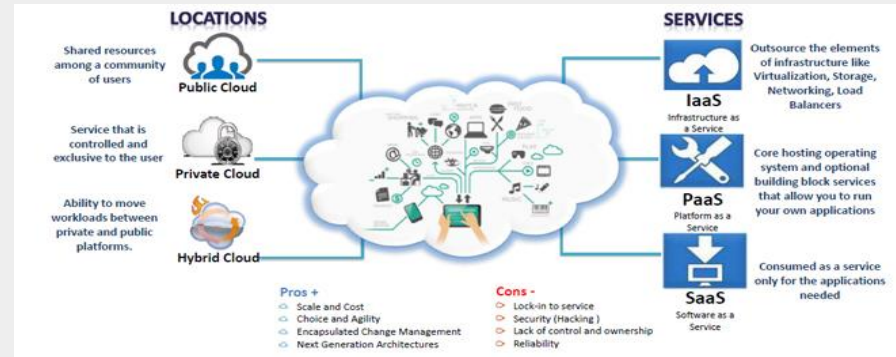 LOCATIONS
Shared resources
among a community
of users
Public Cloud
Service that is
controlled and
exclusive to the user
Private Cloud
Ability to move
workloads between
private and public
platforms.
Hybrid Cloud
SERVICES
IaaS
Infrastructure as
a Service
Outsource the elements
of infrastructure like
Virtualization, Storage,
Networking, Load
Balancers
PaaS
Platform as a
Service
Core hosting operating
system and optional
building block services
that allow you to run
your own applications
SaaS
Software as a
Service
Consumed as a service
only for the applications
needed
Pros +
Scale and Cost
Choice and Agility
Encapsulated Change Management
Next Generation Architectures
Cons -
Lock-in to service
Security (Hacking )
Lack of control and ownership
Reliability